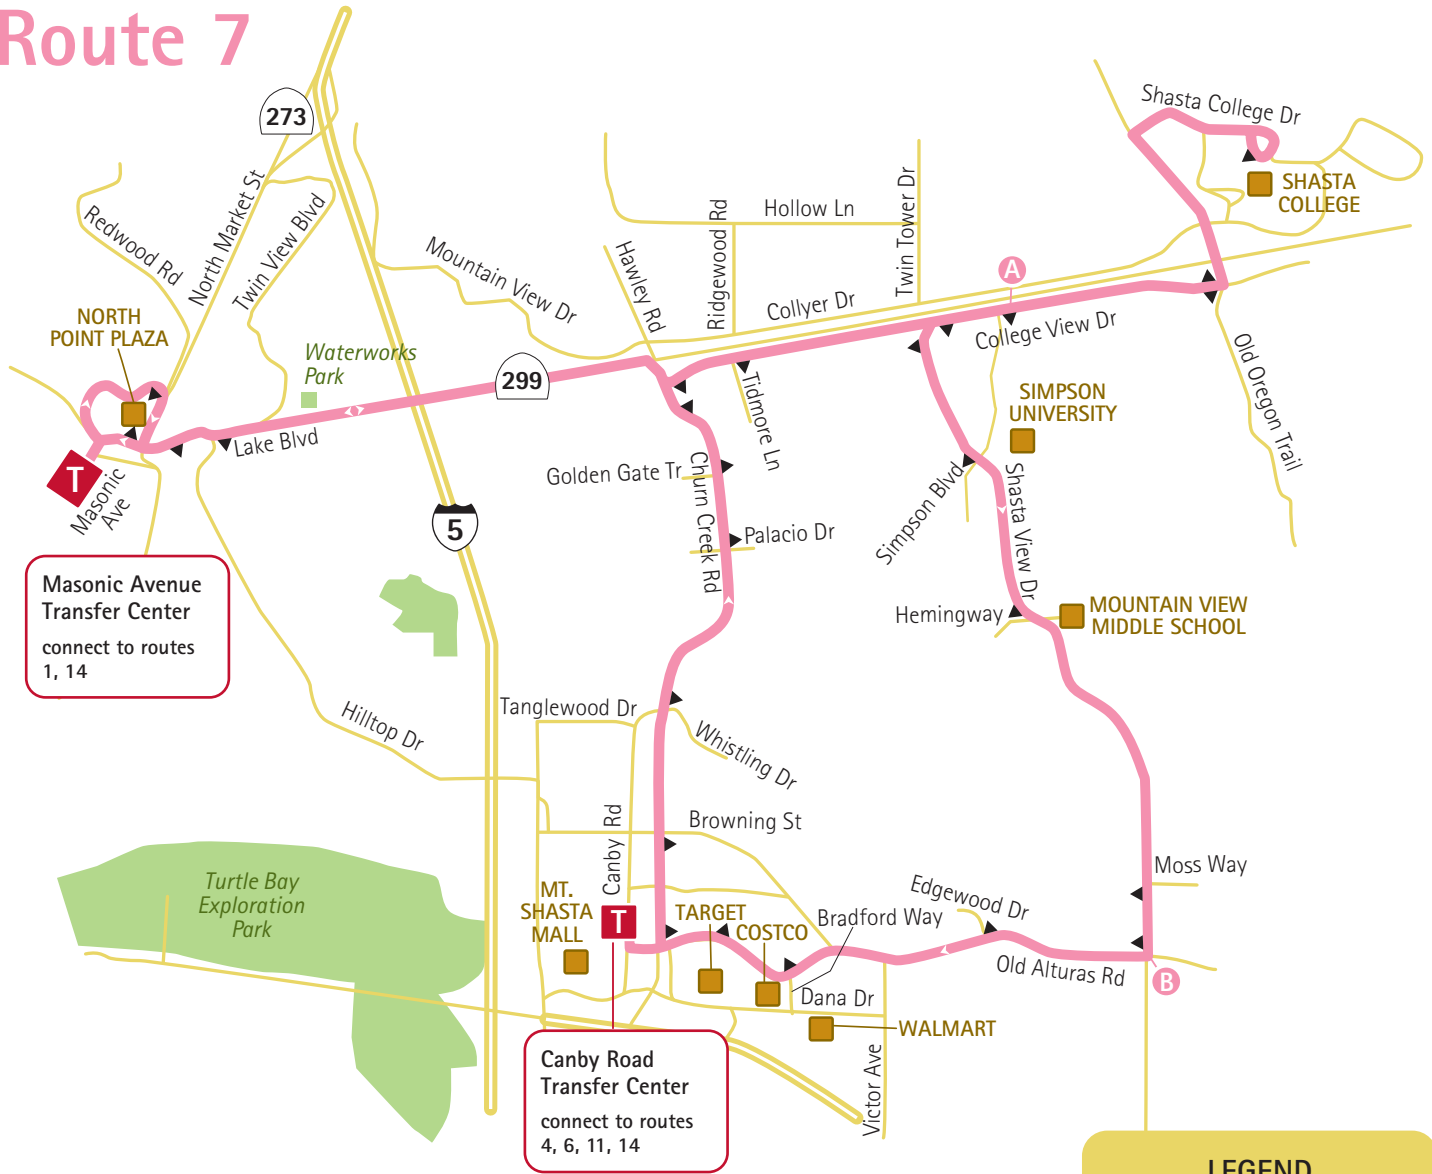 Route 7
273
Shasta College Dr
SHASTA
COLLEGE
Redwood Rd
North Market St
Twin View Blvd
Mountain View Dr
Hawley Rd
Ridgewood Rd
Hollow Ln
Twin Tower Dr
Collyer Dr
A
College View Dr
Old Oregon Trail
NORTH
POINT PLAZA
Waterworks
Park
299
Lake Blvd
Tidmore Ln
SIMPSON
UNIVERSITY
T
Masonic
Ave
Golden Gate Tr
Churn Creek Rd
Palacio Dr
Simpson Blvd
Shasta View Dr
5
Masonic Avenue
Transfer Center
connect to routes
1, 14
Hemingway
MOUNTAIN VIEW
MIDDLE SCHOOL
Hilltop Dr
Tanglewood Dr
Whistling Dr
Canby Rd
Browning St
Moss Way
Turtle Bay
Exploration
Park
MT.
SHASTA
MALL
T
TARGET
COSTCO
Bradford Way
Edgewood Dr
Old Alturas Rd
B
Dana Dr
WALMART
Victor Ave
Canby Road
Transfer Center
connect to routes
4, 6, 11, 14
LEGEND